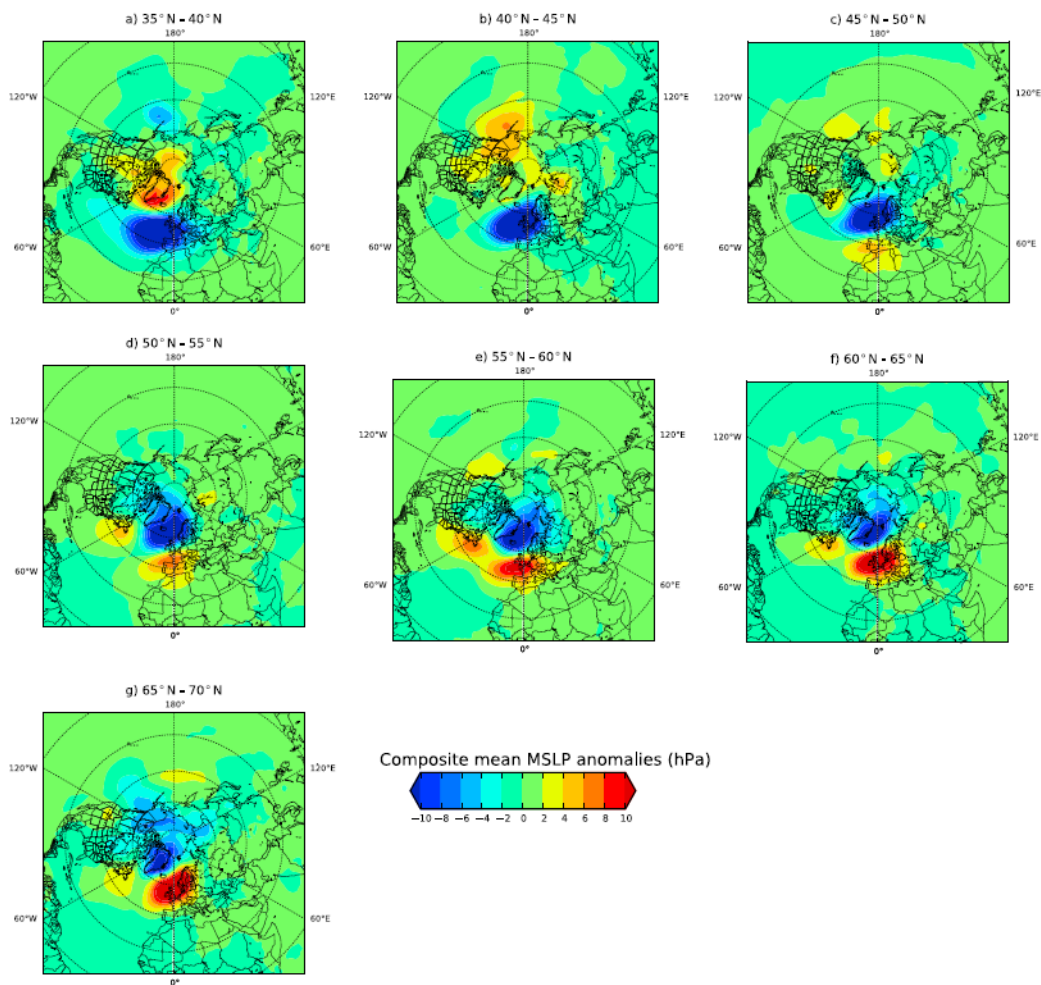 a) 35°N – 40°N
b) 40°N – 45°N
c) 45°N – 50°N
180°
180°
180°
120°W
120°E
120°W
120°E
120°W
120°E
60°W
60°E
60°W
60°E
60°W
60°E
0°
0°
0°
d) 50°N – 55°N
e) 55°N – 60°N
f) 60°N – 65°N
180°
180°
180°
120°W
120°E
120°W
120°E
120°W
120°E
60°W
60°E
60°W
60°E
60°W
60°E
0°
0°
0°
g) 65°N – 70°N
180°
120°W
120°E
60°W
60°E
0°
Composite mean MSLP anomalies (hPa)
−10 −8 −6 −4 −2 0 2 4 6 8 10